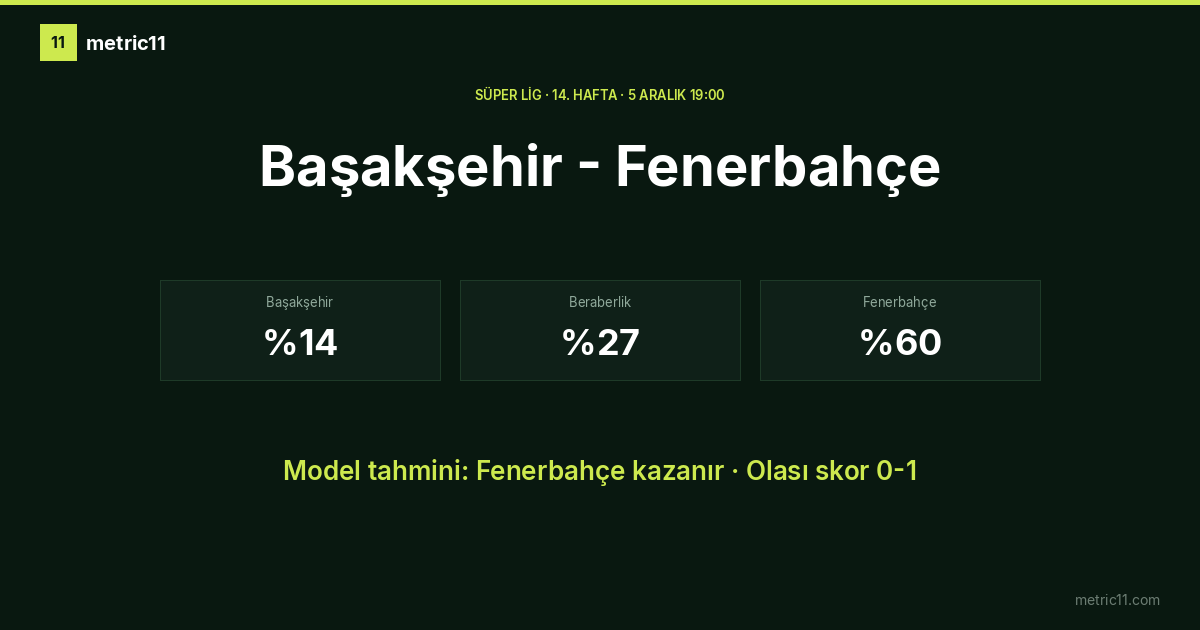 11 metric11
SÜPER LİG · 14. HAFTA · 5 ARALIK 19:00
Başakşehir - Fenerbahçe
Başakşehir
%14
Beraberlik
%27
Fenerbahçe
%60
Model tahmini: Fenerbahçe kazanır · Olası skor 0-1
metric11.com